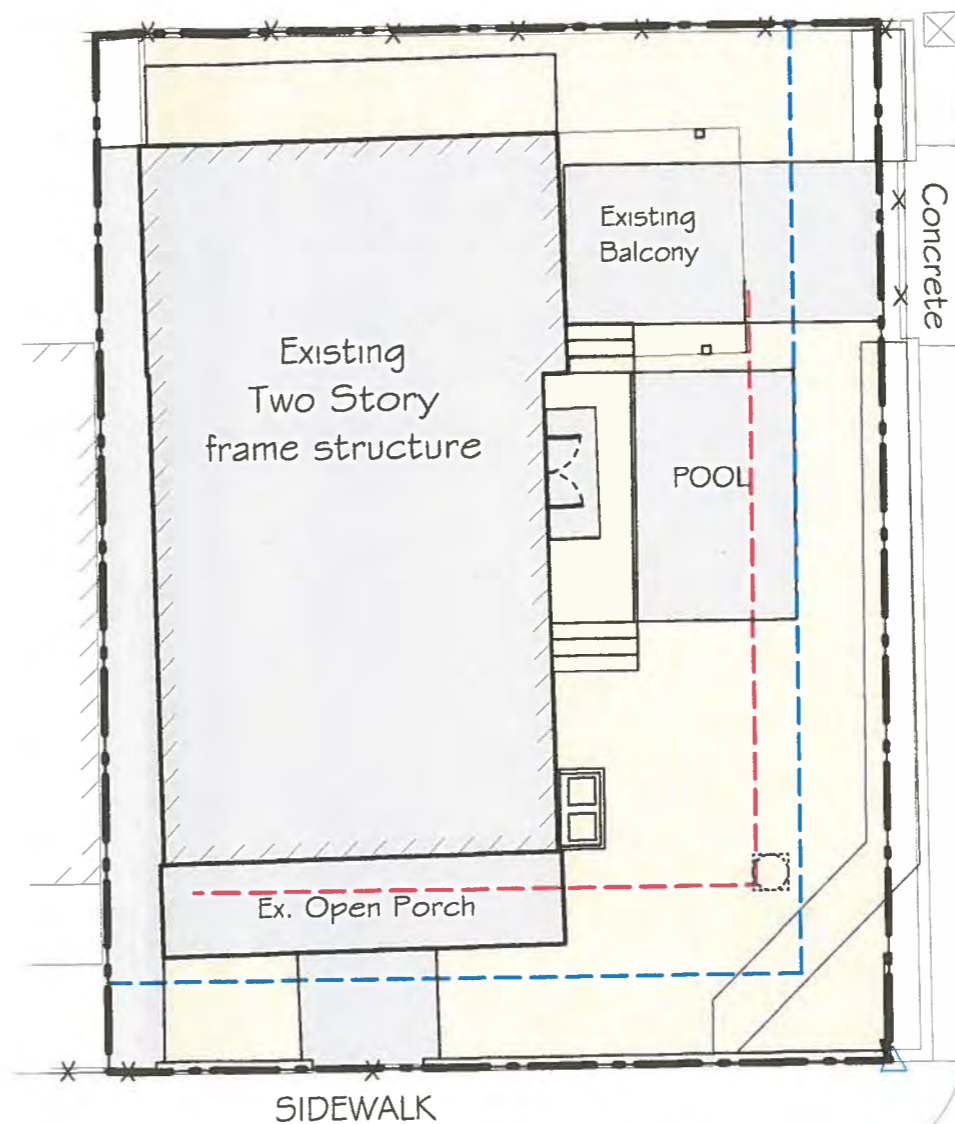 Existing
Balcony
Concrete
Existing
Two Story
frame structure
POOL
Ex. Open Porch
SIDEWALK